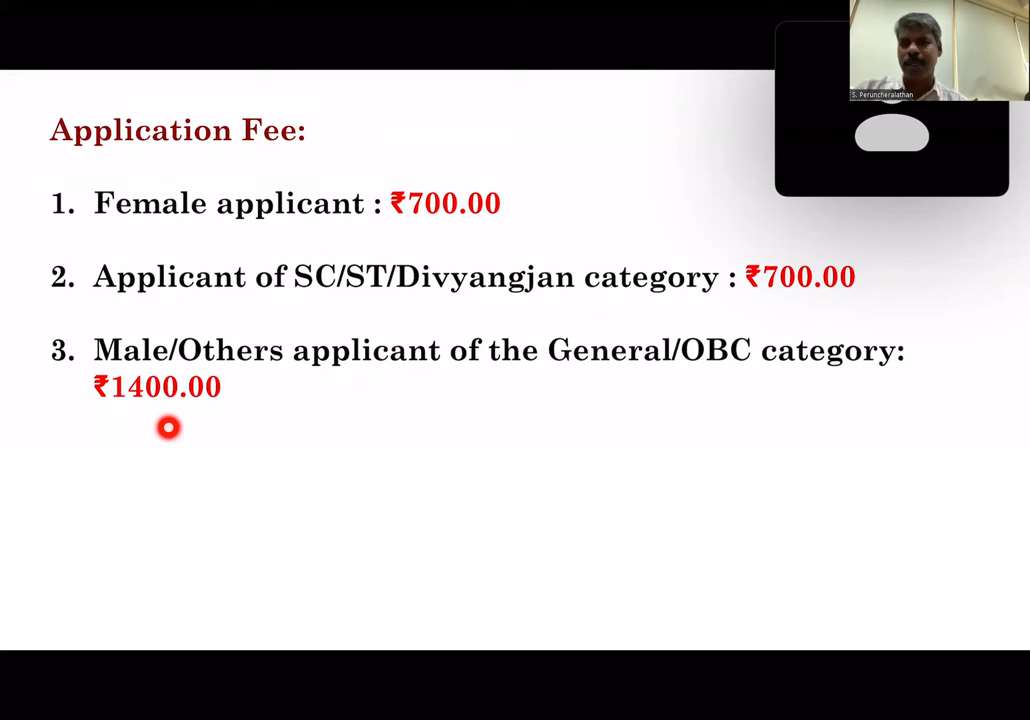 S. Peruncheralathan
Application Fee:
1. Female applicant : ₹700.00
2. Applicant of SC/ST/Divyangjan category : ₹700.00
3. Male/Others applicant of the General/OBC category:
₹1400.00